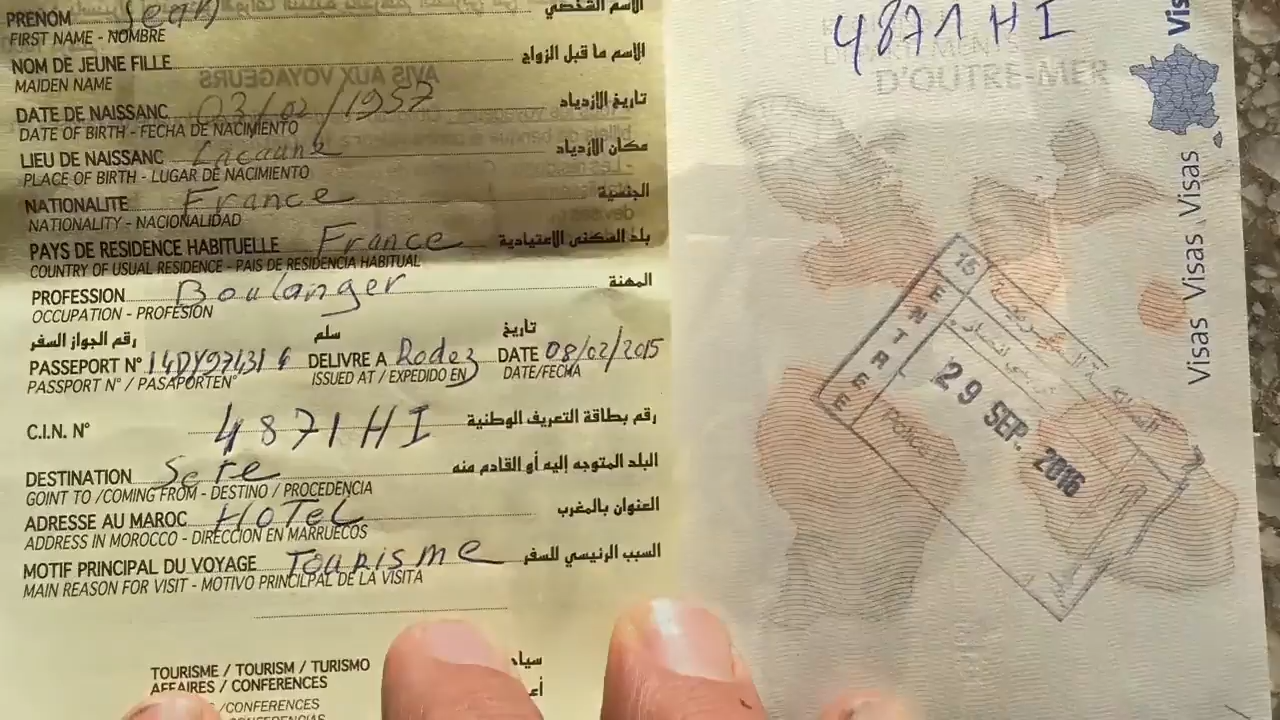 PRENOM Jean الاسم الشخصي
FIRST NAME - NOMBRE
NOM DE JEUNE FILLE الاسم ما قبل الزواج
MAIDEN NAME
DATE DE NAISSANC 03/02/1957 تاريخ الازدياد
DATE OF BIRTH - FECHA DE NACIMIENTO
LIEU DE NAISSANC Lacaune مكان الازدياد
PLACE OF BIRTH - LUGAR DE NACIMIENTO
NATIONALITE France الجنسية
NATIONALITY - NACIONALIDAD
PAYS DE RESIDENCE HABITUELLE France بلد السكنى الاعتيادية
COUNTRY OF USUAL RESIDENCE - PAIS DE RESIDENCIA HABITUAL
PROFESSION Boulanger المهنة
OCCUPATION - PROFESION
رقم الجواز السفر سلم تاريخ
PASSEPORT N° DELIVRE A Rodez DATE 08/02/2015
PASSPORT N° / PASAPORTEN° ISSUED AT / EXPEDIDO EN DATE/FECHA
C.I.N. N° 4871HI رقم بطاقة التعريف الوطنية
DESTINATION Sete البلد المتوجه إليه أو القادم منه
GOINT TO /COMING FROM - DESTINO / PROCEDENCIA
ADRESSE AU MAROC HOTEL العنوان بالمغرب
ADDRESS IN MOROCCO - DIRECCION EN MARRUECOS
MOTIF PRINCIPAL DU VOYAGE Tourisme السبب الرئيسي للسفر
MAIN REASON FOR VISIT - MOTIVO PRINCILPAL DE LA VISITA
TOURISME / TOURISM / TURISMO
AFFAIRES / CONFERENCES
/CONFERENCES
AVIS AUX VOYAGEURS
4871HI
D'OUTRE-MER
15
ENTREE
29 SEP. 2016
Visas Visas Visas Vis